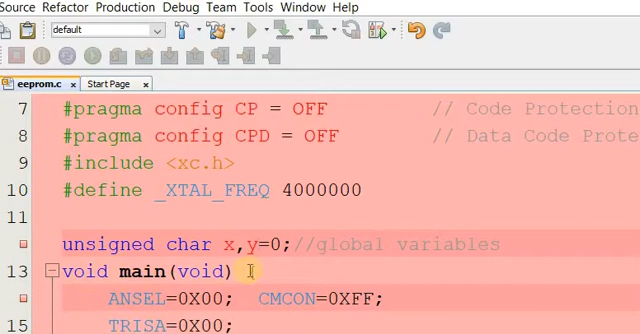 Source Refactor Production Debug Team Tools Window Help
default
eeprom.c x Start Page x
7 #pragma config CP = OFF // Code Protection
8 #pragma config CPD = OFF // Data Code Prote
9 #include <xc.h>
10 #define _XTAL_FREQ 4000000
11
unsigned char x,y=0;//global variables
13 void main(void)
ANSEL=0X00; CMCON=0XFF;
15 TRISA=0X00;